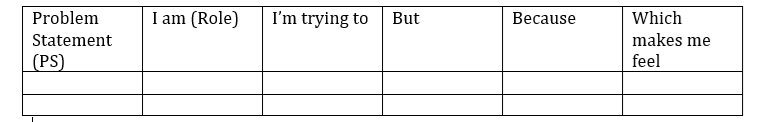 Problem Statement (PS)
I am (Role)
I'm trying to
But
Because
Which makes me feel